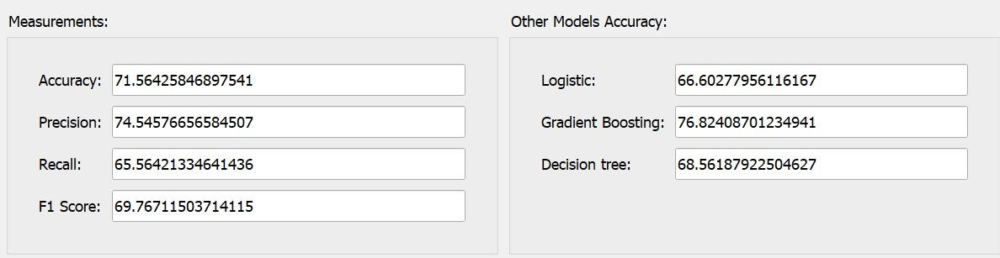 Measurements:
Accuracy: 71.56425846897541
Precision: 74.54576656584507
Recall: 65.56421334641436
F1 Score: 69.76711503714115
Other Models Accuracy:
Logistic: 66.60277956116167
Gradient Boosting: 76.82408701234941
Decision tree: 68.56187922504627